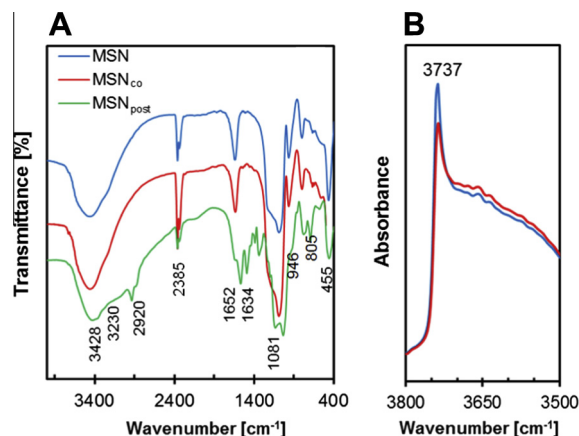 A
MSN
MSNco
MSNpost
Transmittance [%]
3428
3230
2920
2385
1652
1634
1081
946
805
455
3400 2400 1400 400
Wavenumber [cm-1]
B
3737
Absorbance
3800 3650 3500
Wavenumber [cm-1]